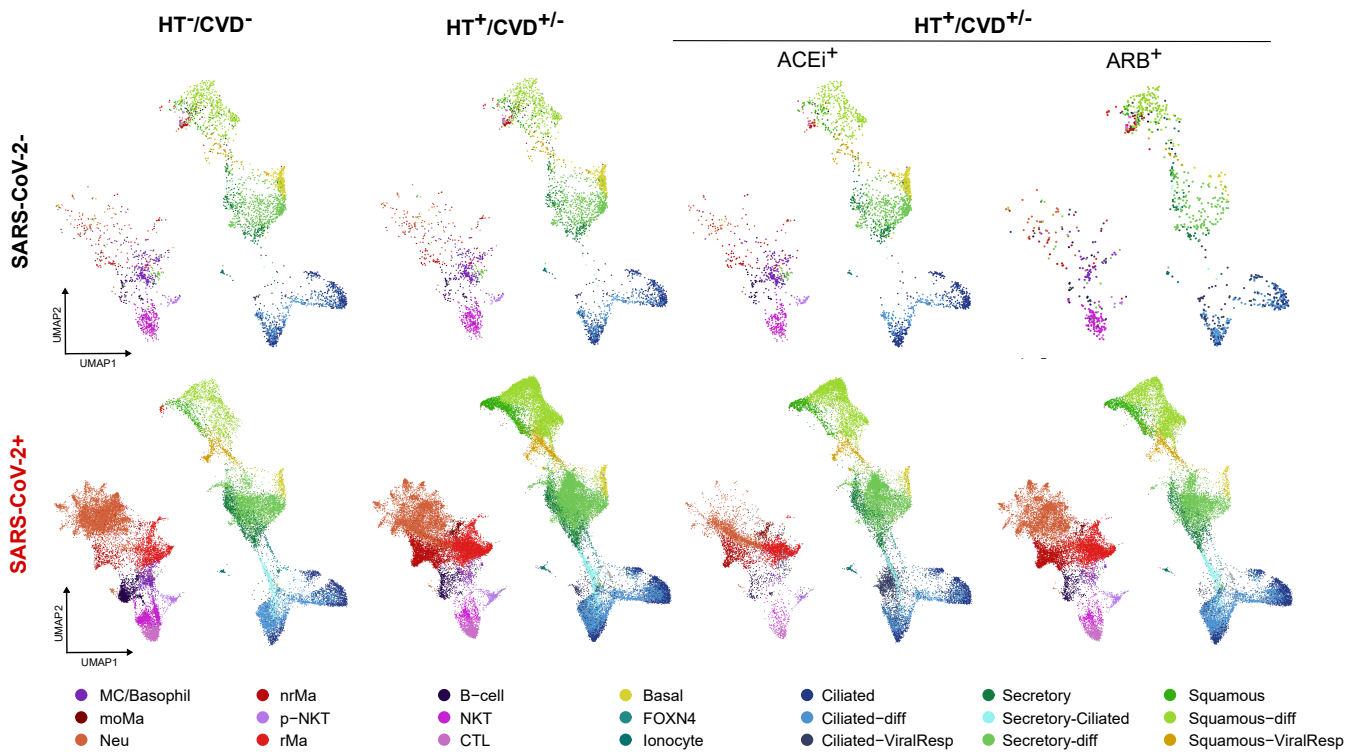 HT⁻/CVD⁻
HT⁺/CVD⁺/⁻
HT⁺/CVD⁺/⁻
ACEi⁺
ARB⁺
SARS-CoV-2-
UMAP2
UMAP1
SARS-CoV-2+
UMAP2
UMAP1
MC/Basophil
nrMa
B−cell
Basal
Ciliated
Secretory
Squamous
moMa
p−NKT
NKT
FOXN4
Ciliated−diff
Secretory-Ciliated
Squamous−diff
Neu
rMa
CTL
Ionocyte
Ciliated−ViralResp
Secretory−diff
Squamous−ViralResp